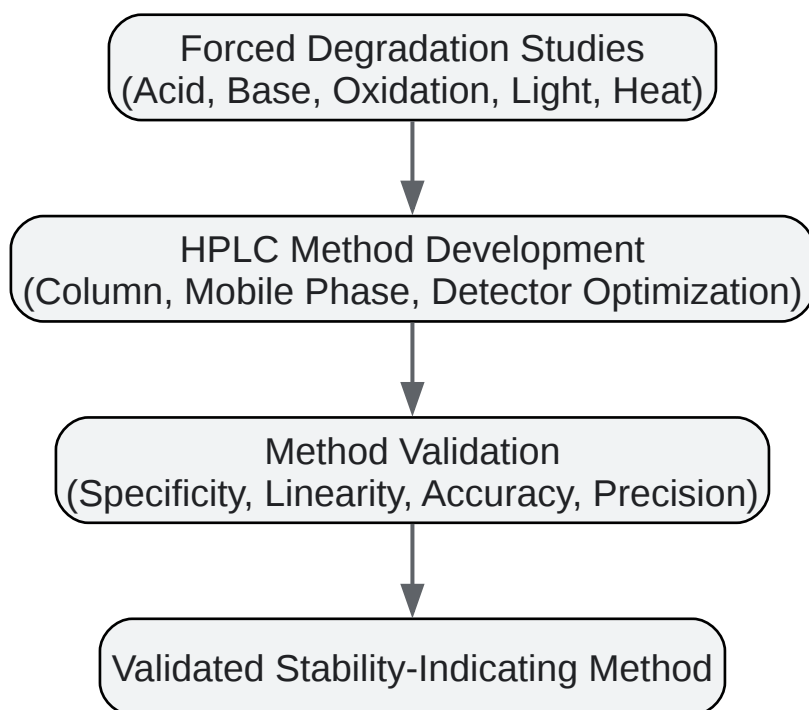 Forced Degradation Studies
(Acid, Base, Oxidation, Light, Heat)
HPLC Method Development
(Column, Mobile Phase, Detector Optimization)
Method Validation
(Specificity, Linearity, Accuracy, Precision)
Validated Stability-Indicating Method